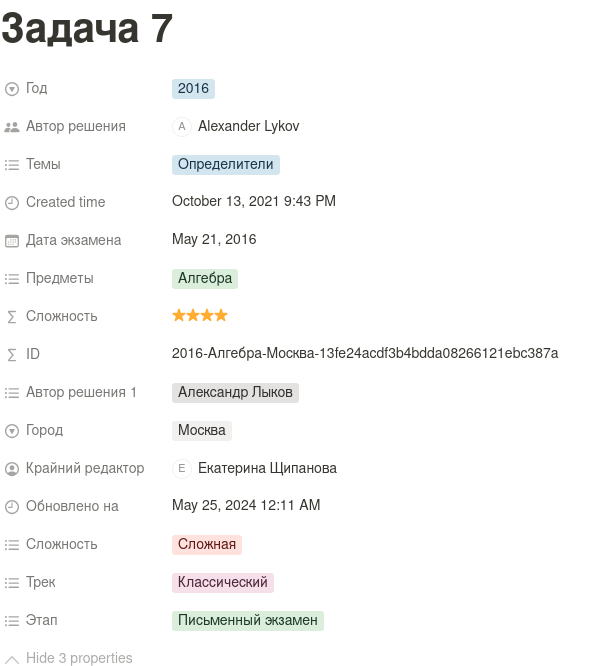 Задача 7
Год 2016
Автор решения A Alexander Lykov
Темы Определители
Created time October 13, 2021 9:43 PM
Дата экзамена May 21, 2016
Предметы Алгебра
Сложность ⭐⭐⭐⭐
ID 2016-Алгебра-Москва-13fe24acdf3b4bdda08266121ebc387a
Автор решения 1 Александр Лыков
Город Москва
Крайний редактор E Екатерина Щипанова
Обновлено на May 25, 2024 12:11 AM
Сложность Сложная
Трек Классический
Этап Письменный экзамен
Hide 3 properties